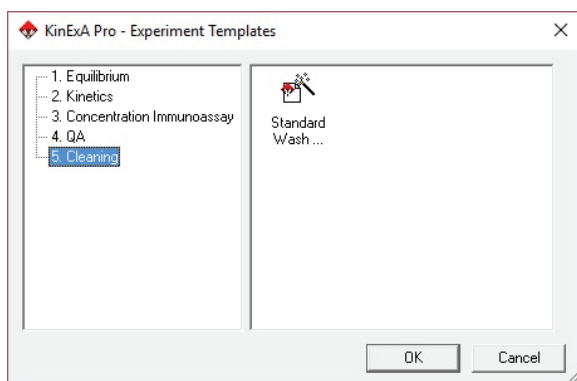 KinExA Pro - Experiment Templates
1. Equilibrium
2. Kinetics
3. Concentration Immunoassay
4. QA
5. Cleaning
Standard
Wash ...
OK
Cancel